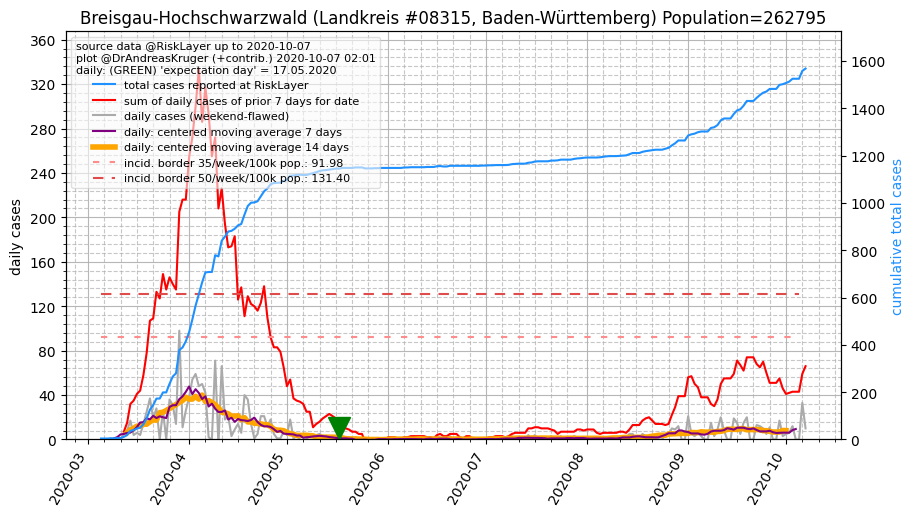 Breisgau-Hochschwarzwald (Landkreis #08315, Baden-Württemberg) Population=262795
source data @RiskLayer up to 2020-10-07
plot @DrAndreasKruger (+contrib.) 2020-10-07 02:01
daily: (GREEN) 'expectation day' = 17.05.2020
total cases reported at RiskLayer
sum of daily cases of prior 7 days for date
daily cases (weekend-flawed)
daily: centered moving average 7 days
daily: centered moving average 14 days
incid. border 35/week/100k pop.: 91.98
incid. border 50/week/100k pop.: 131.40
daily cases
360
320
280
240
200
160
120
80
40
0
cumulative total cases
1600
1400
1200
1000
800
600
400
200
0
2020-03
2020-04
2020-05
2020-06
2020-07
2020-08
2020-09
2020-10